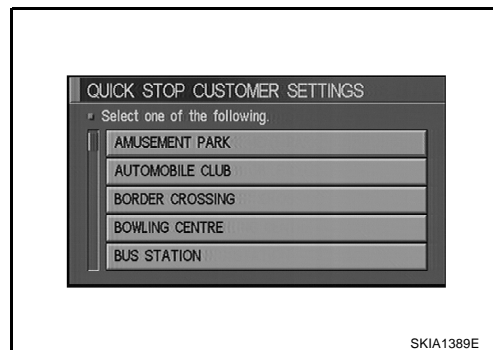 QUICK STOP CUSTOMER SETTINGS
Select one of the following.
AMUSEMENT PARK
AUTOMOBILE CLUB
BORDER CROSSING
BOWLING CENTRE
BUS STATION
SKIA1389E